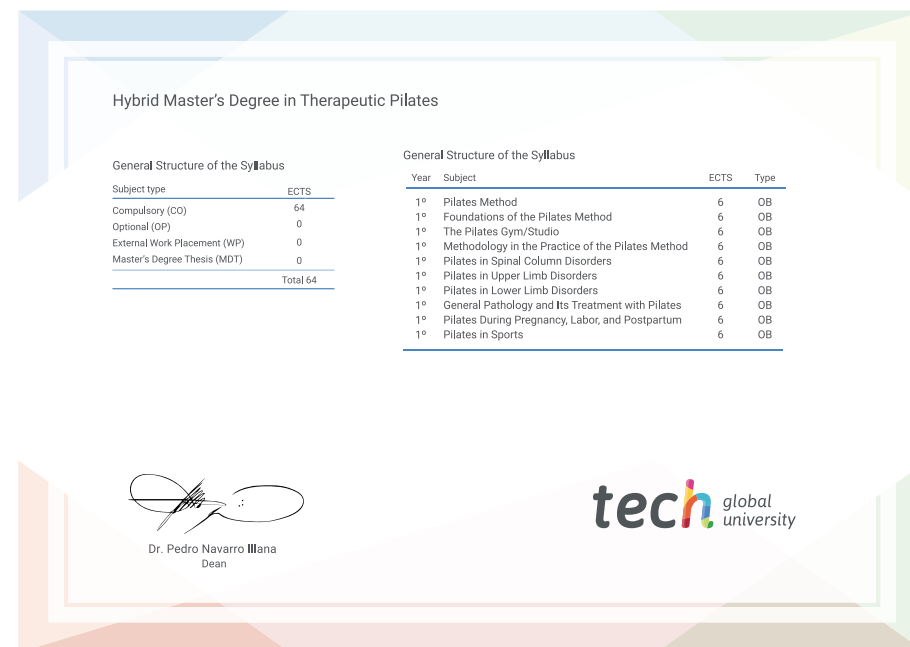 Hybrid Master's Degree in Therapeutic Pilates
General Structure of the Syllabus
Subject type ECTS
Compulsory (CO) 64
Optional (OP) 0
External Work Placement (WP) 0
Master's Degree Thesis (MDT) 0
Total 64
General Structure of the Syllabus
Year Subject ECTS Type
1º Pilates Method 6 OB
1º Foundations of the Pilates Method 6 OB
1º The Pilates Gym/Studio 6 OB
1º Methodology in the Practice of the Pilates Method 6 OB
1º Pilates in Spinal Column Disorders 6 OB
1º Pilates in Upper Limb Disorders 6 OB
1º Pilates in Lower Limb Disorders 6 OB
1º General Pathology and Its Treatment with Pilates 6 OB
1º Pilates During Pregnancy, Labor, and Postpartum 6 OB
1º Pilates in Sports 6 OB
Dr. Pedro Navarro Illana
Dean
tech global
university